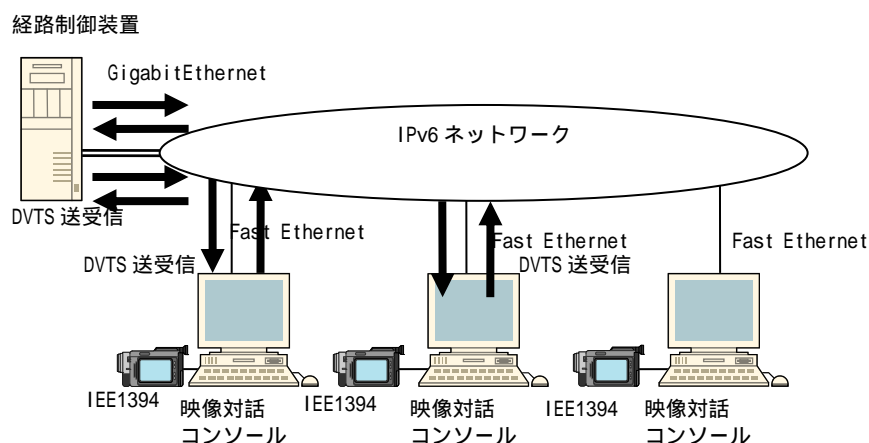 経路制御装置
GigabitEthernet
IPv6 ネットワーク
DVTS 送受信
Fast Ethernet
Fast Ethernet
Fast Ethernet
DVTS 送受信
DVTS 送受信
IEE1394
IEE1394
IEE1394
映像対話
コンソール
映像対話
コンソール
映像対話
コンソール